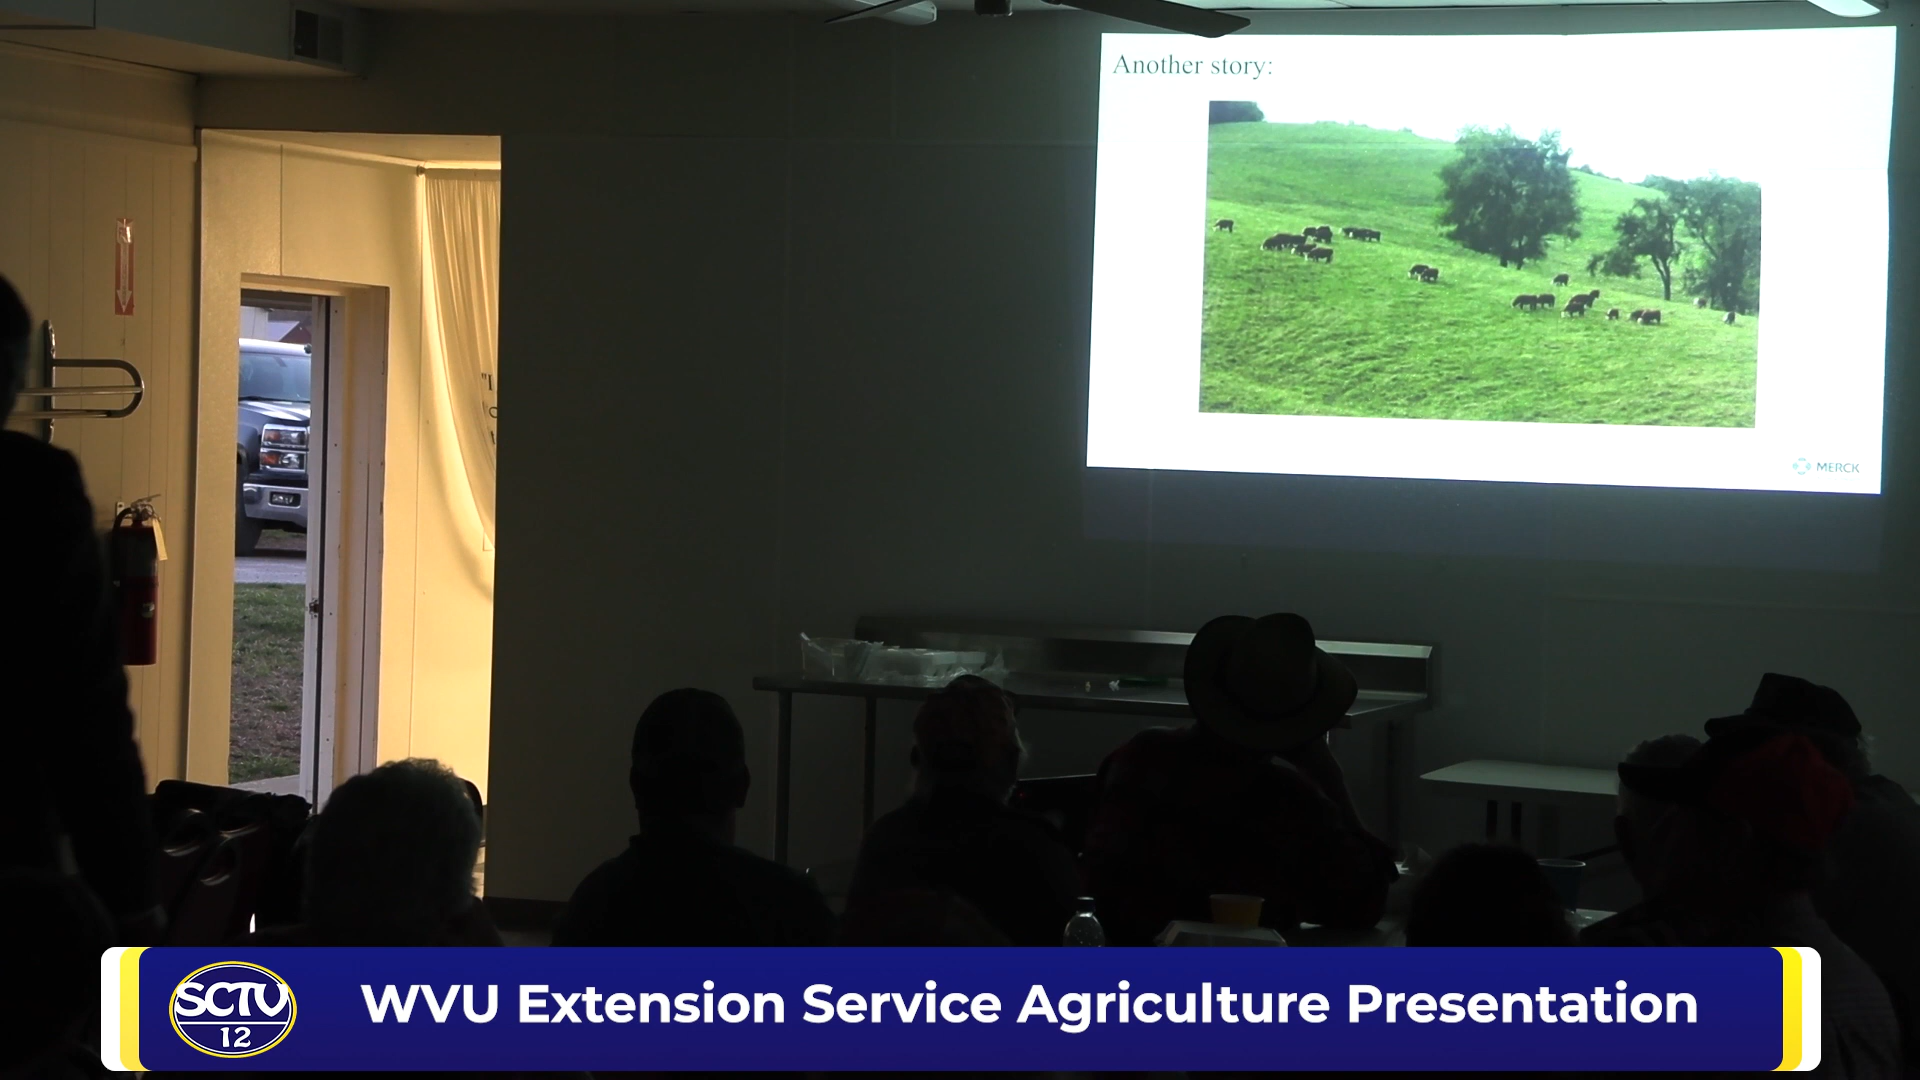 Another story:
MERCK
SCTV
12
WVU Extension Service Agriculture Presentation